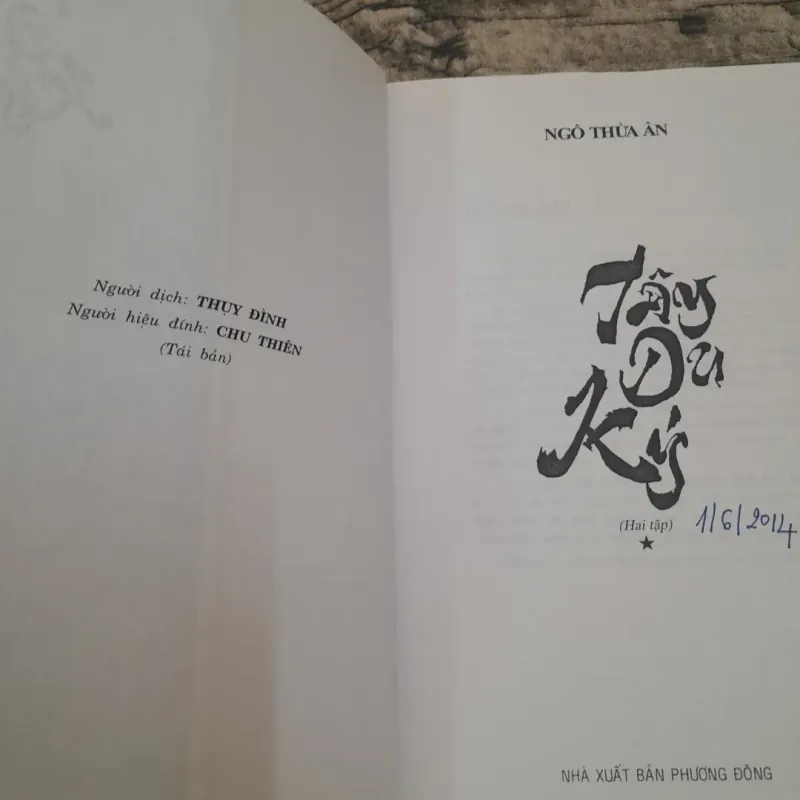 Người dịch: THỤY ĐÌNH
Người hiệu đính: CHU THIÊN
(Tái bản)
NGÔ THỪA ÂN
Tây
Du
Ký
(Hai tập)
1/6/2014
NHÀ XUẤT BẢN PHƯƠNG ĐÔNG